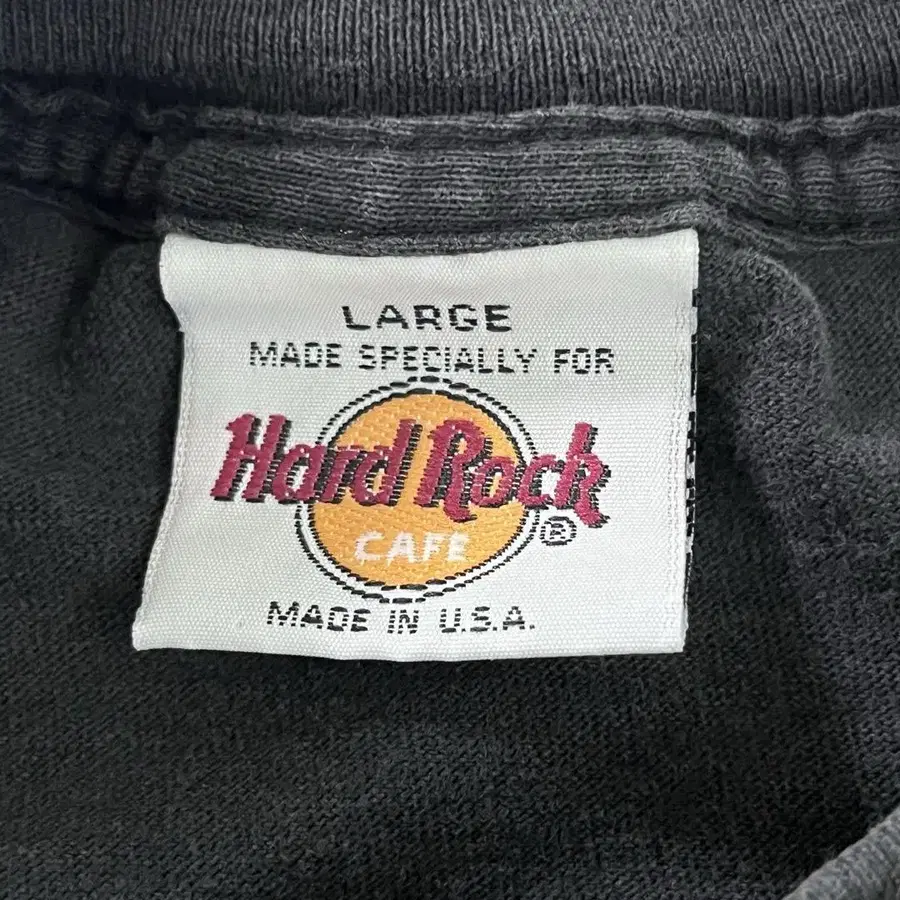 LARGE
MADE SPECIALLY FOR
Hard Rock
CAFE ®
MADE IN U.S.A.